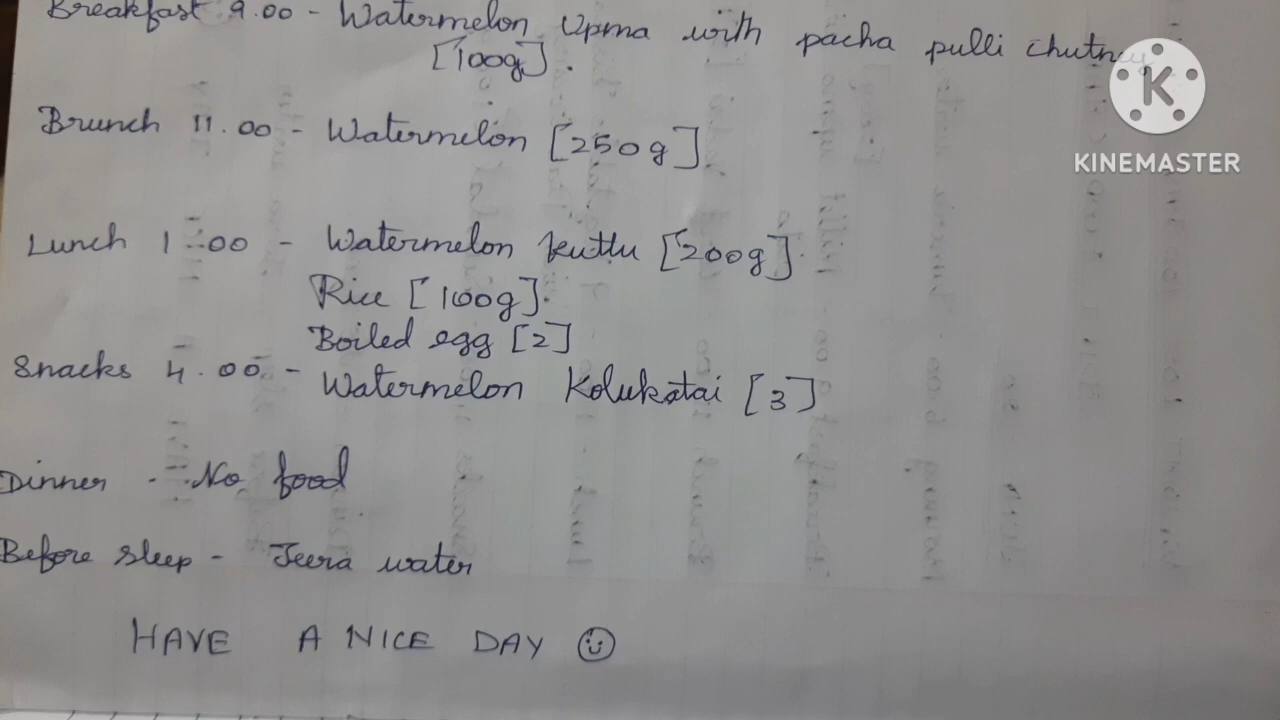 Breakfast 9.00 - Watermelon Upma with pacha pulli chutney
[100g].
K
KINEMASTER
Brunch 11.00 - Watermelon [250g]
Lunch 1.00 - Watermelon kuttu [200g].
Rice [100g].
Boiled egg [2]
Snacks 4.00 - Watermelon Kolukatai [3]
Dinner - No food
Before sleep - Jeera water
HAVE A NICE DAY